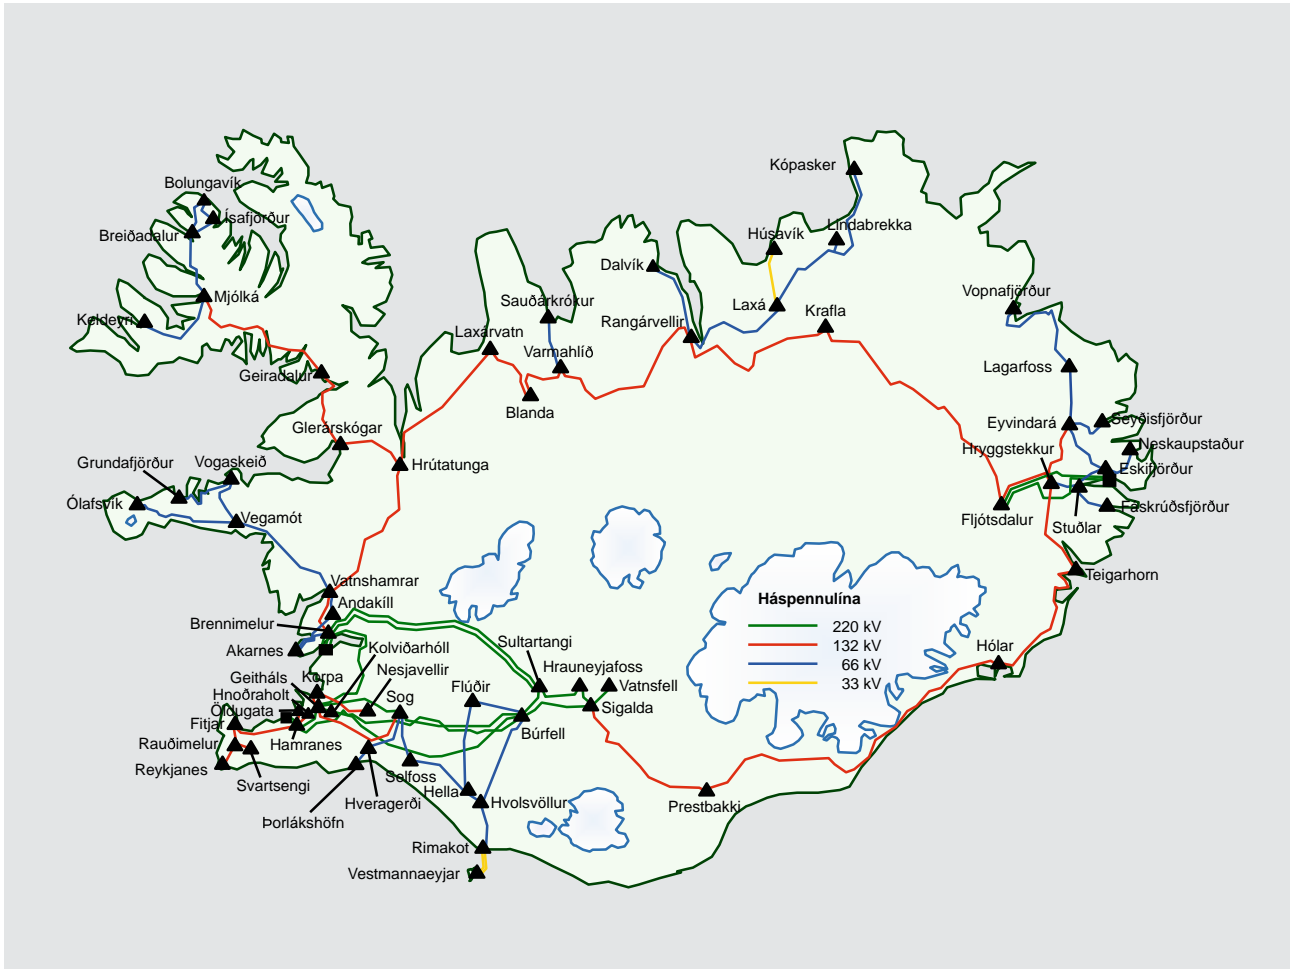 Kópasker
Bolungavík
Ísafjörður
Breiðadalur
Húsavík
Lindabrekka
Dalvík
Vopnafjörður
Mjólká
Sauðárkrókur
Laxá
Krafla
Keldeyri
Rangárvellir
Laxárvatn
Varmahlíð
Lagarfoss
Geiradalur
Blanda
Glerárskógar
Eyvindará
Seyðisfjörður
Hryggstekkur
Neskaupstaður
Grundafjörður
Vogaskeið
Hrútatunga
Eskifjörður
Ólafsvík
Vegamót
Fljótsdalur
Fáskrúðsfjörður
Stuðlar
Teigarhorn
Vatnshamrar
Andakíll
Háspennulína
Brennimelur
220 kV
132 kV
66 kV
33 kV
Akarnes
Kolviðarhóll
Sultartangi
Hólar
Geitháls
Korpa
Nesjavellir
Hrauneyjafoss
Hnoðraholt
Sog
Flúðir
Vatnsfell
Öldugata
Sigalda
Fitjar
Búrfell
Rauðimelur
Hamranes
Reykjanes
Svartsengi
Selfoss
Hella
Hvolsvöllur
Hveragerði
Prestbakki
Þorlákshöfn
Rimakot
Vestmannaeyjar